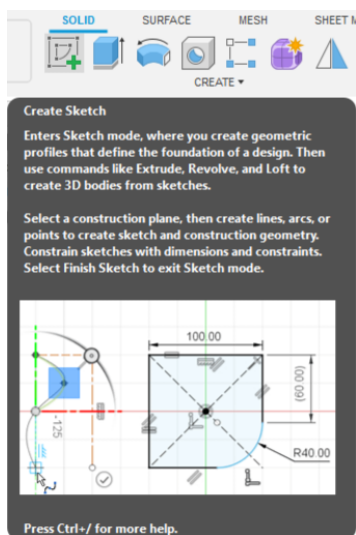 SOLID SURFACE MESH SHEET M
CREATE ▾
Create Sketch
Enters Sketch mode, where you create geometric
profiles that define the foundation of a design. Then
use commands like Extrude, Revolve, and Loft to
create 3D bodies from sketches.
Select a construction plane, then create lines, arcs, or
points to create sketch and construction geometry.
Constrain sketches with dimensions and constraints.
Select Finish Sketch to exit Sketch mode.
100.00
(60.00)
-125
R40.00
Press Ctrl+/ for more help.